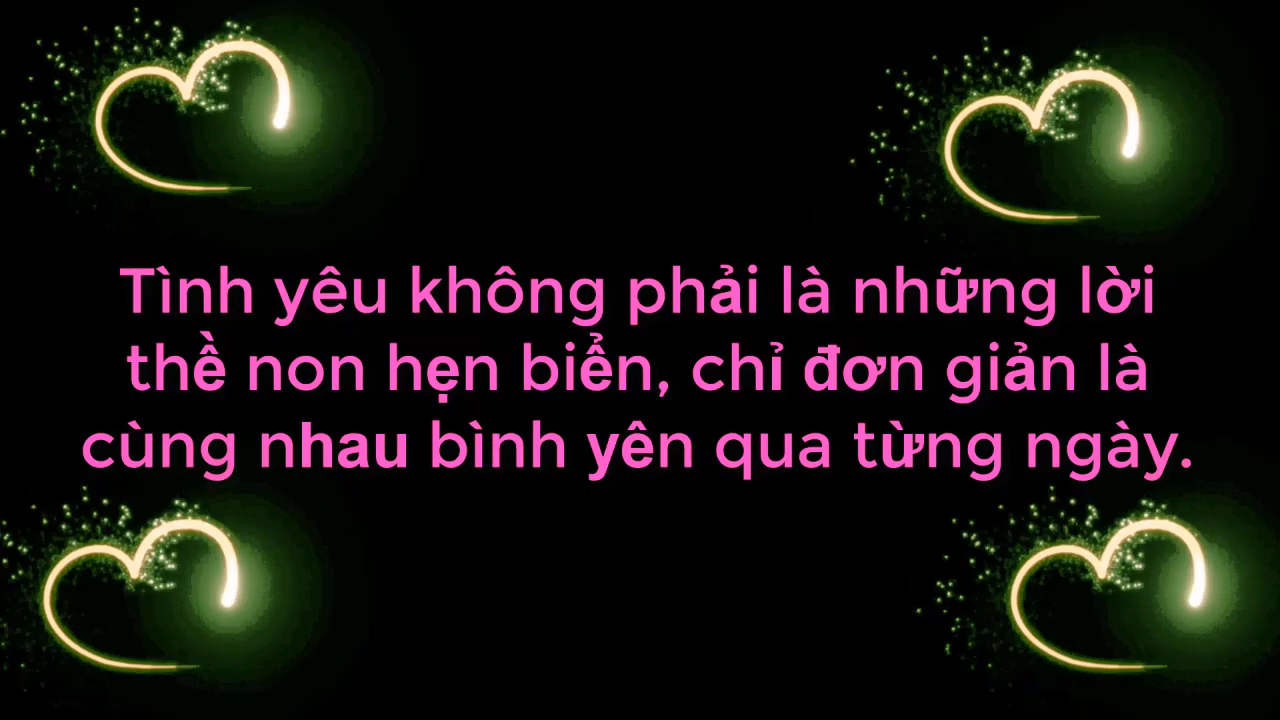 Tình yêu không phải là những lời
thề non hẹn biển, chỉ đơn giản là
cùng nhau bình yên qua từng ngày.